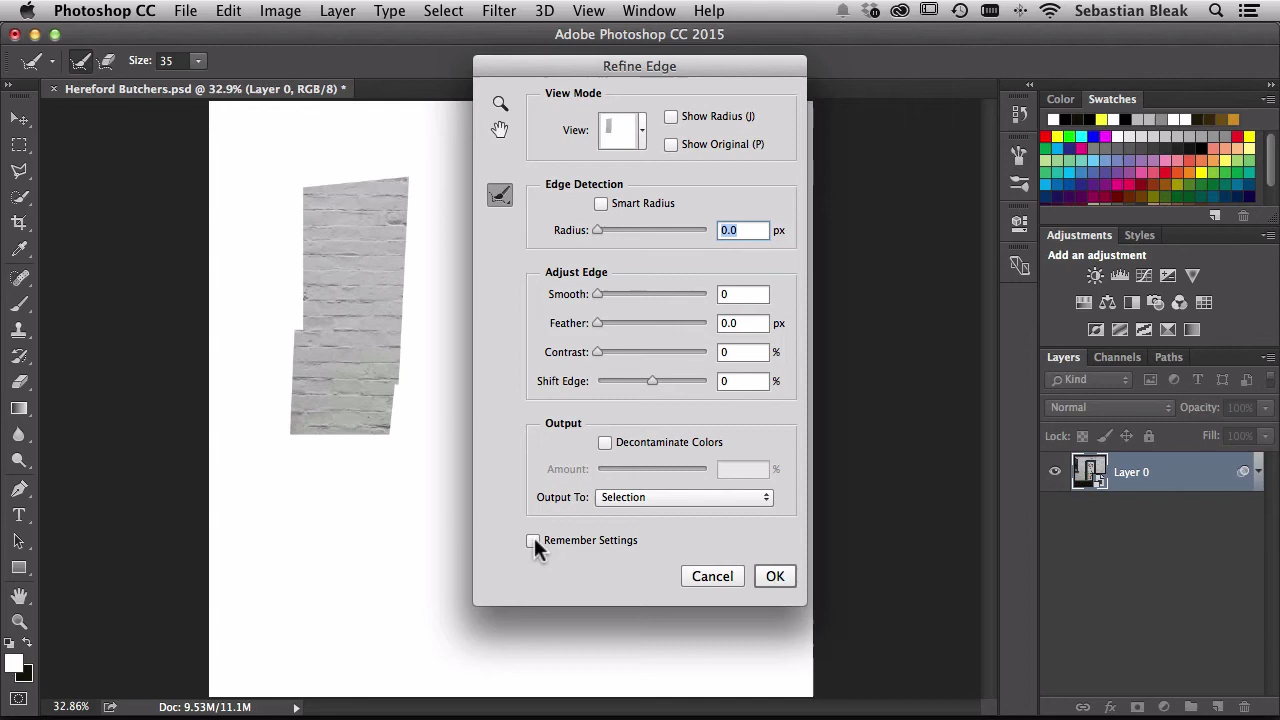 Photoshop CC File Edit Image Layer Type Select Filter 3D View Window Help Sebastian Bleak
Adobe Photoshop CC 2015
Size: 35
Hereford Butchers.psd @ 32.9% (Layer 0, RGB/8) *
Refine Edge
View Mode
View:
Show Radius (J)
Show Original (P)
Edge Detection
Smart Radius
Radius: 0.0 px
Adjust Edge
Smooth: 0
Feather: 0.0 px
Contrast: 0 %
Shift Edge: 0 %
Output
Decontaminate Colors
Amount: %
Output To: Selection
Remember Settings
Cancel OK
Color Swatches
Adjustments Styles
Add an adjustment
Layers Channels Paths
Kind
Normal Opacity: 100%
Lock: Fill: 100%
Layer 0
32.86% Doc: 9.53M/11.1M